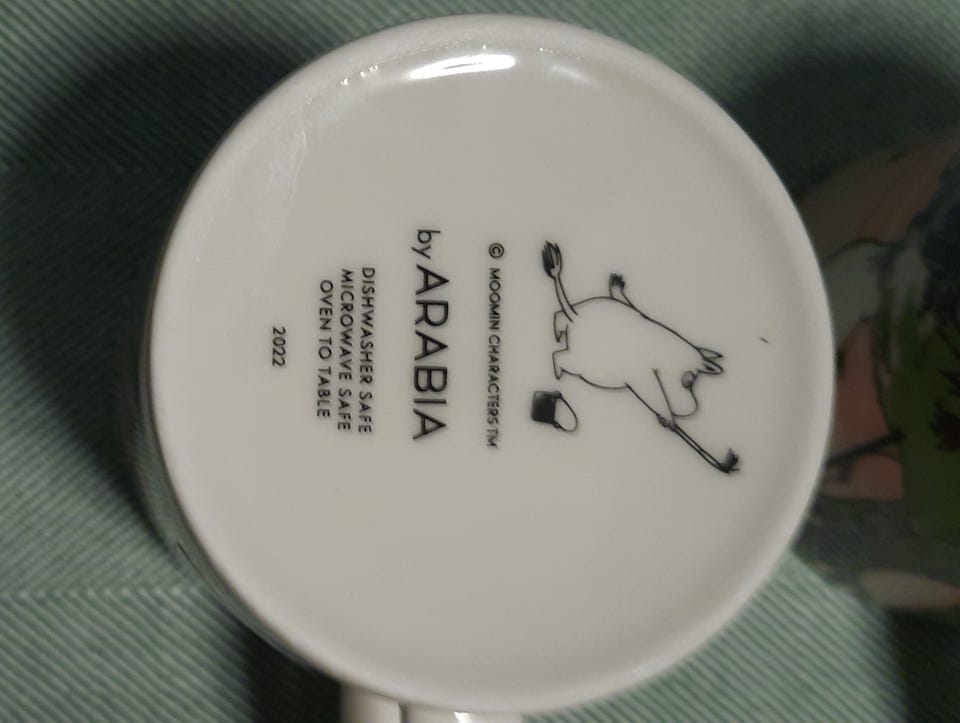 © MOOMIN CHARACTERS TM
by ARABIA
DISHWASHER SAFE
MICROWAVE SAFE
OVEN TO TABLE
2022